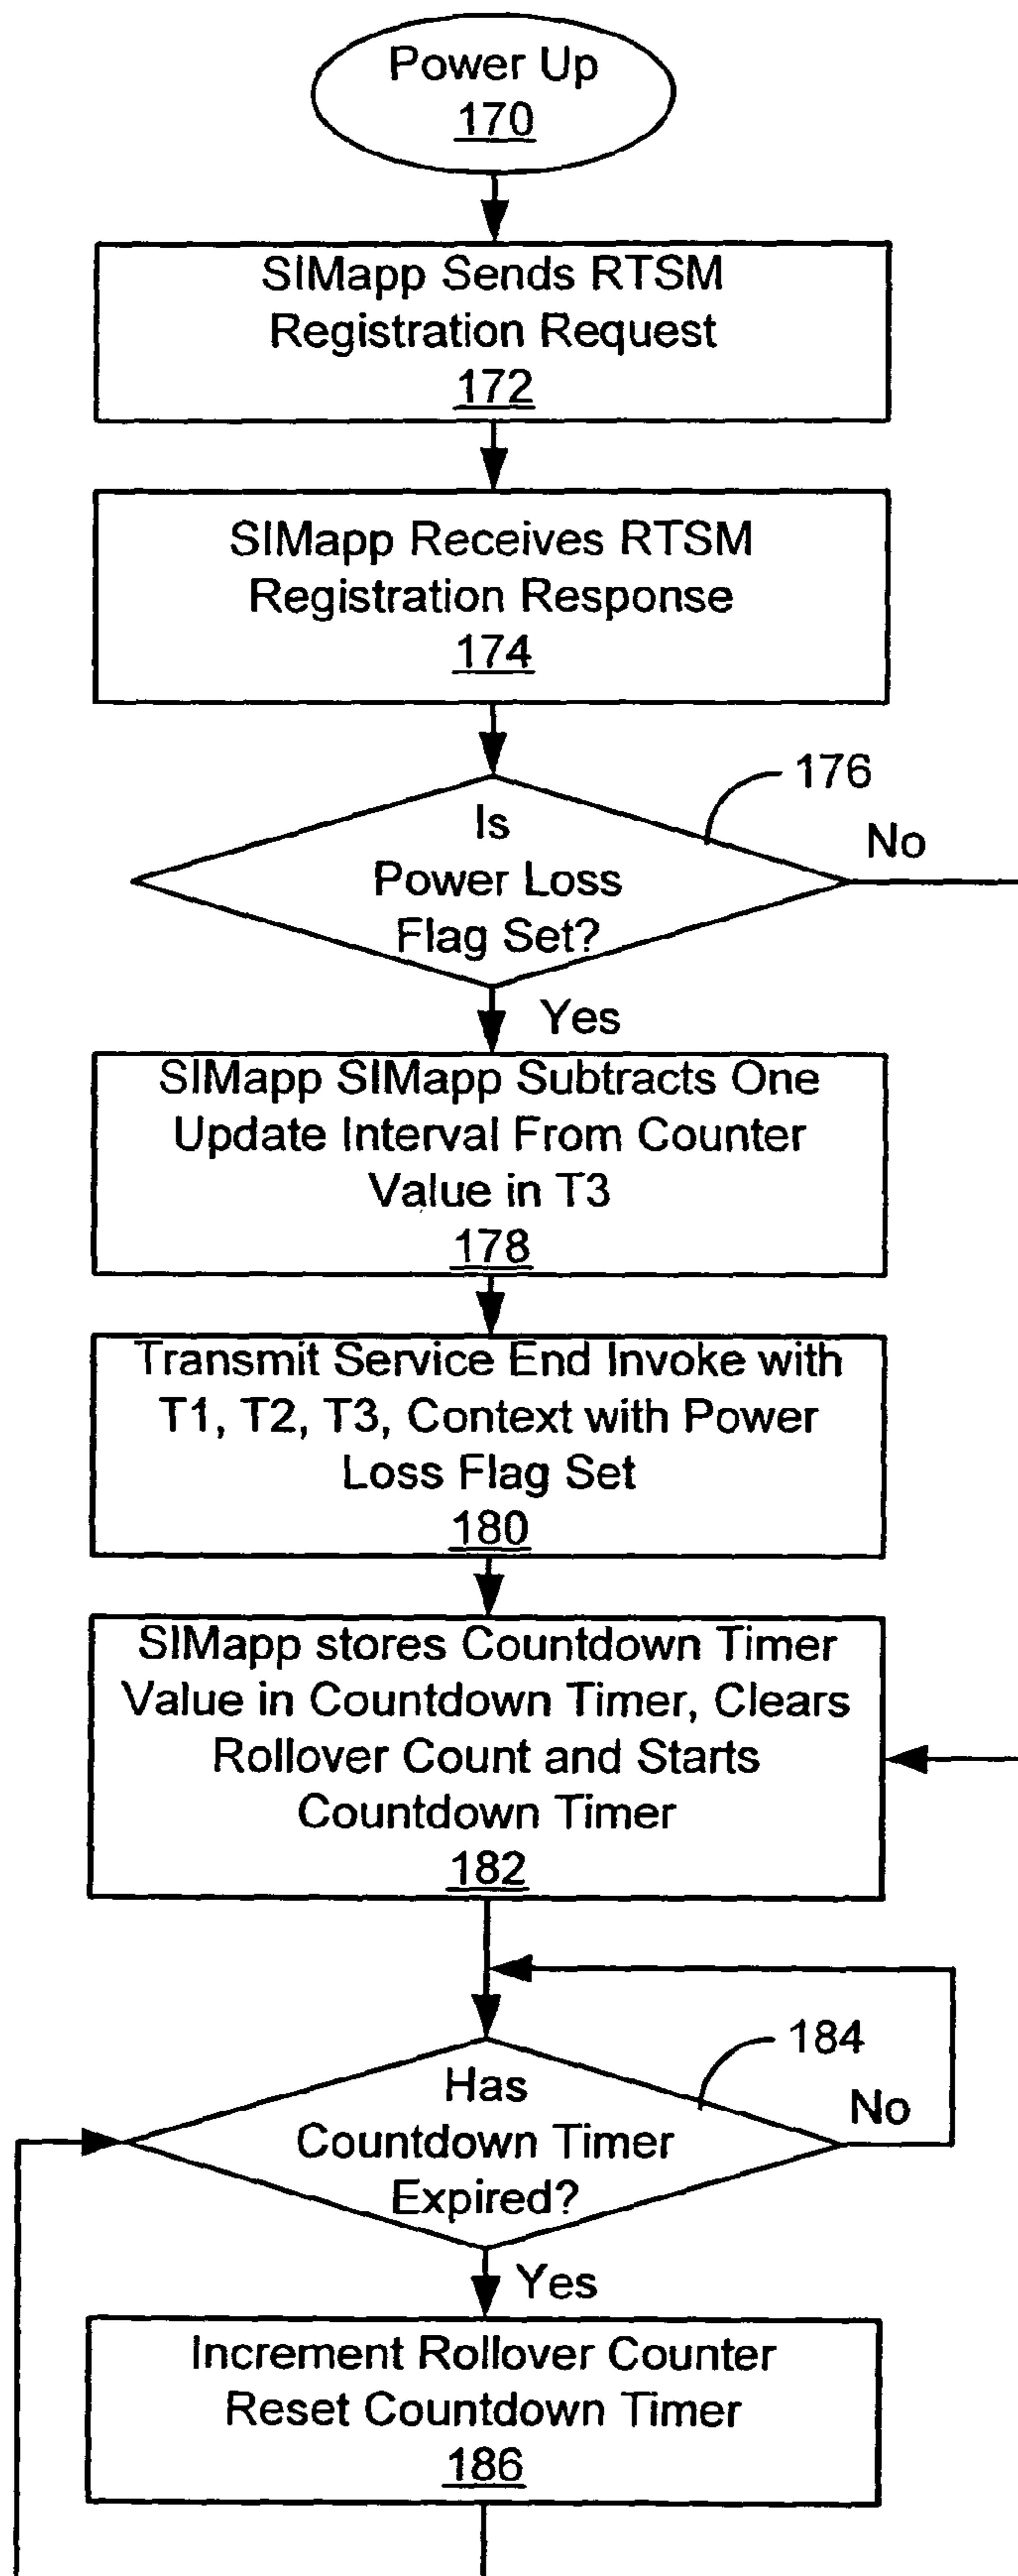 Power Up
170
SIMapp Sends RTSM
Registration Request
172
SIMapp Receives RTSM
Registration Response
174
176
Is
Power Loss
Flag Set?
No
Yes
SIMapp SIMapp Subtracts One
Update Interval From Counter
Value in T3
178
Transmit Service End Invoke with
T1, T2, T3, Context with Power
Loss Flag Set
180
SIMapp stores Countdown Timer
Value in Countdown Timer, Clears
Rollover Count and Starts
Countdown Timer
182
184
Has
Countdown Timer
Expired?
No
Yes
Increment Rollover Counter
Reset Countdown Timer
186